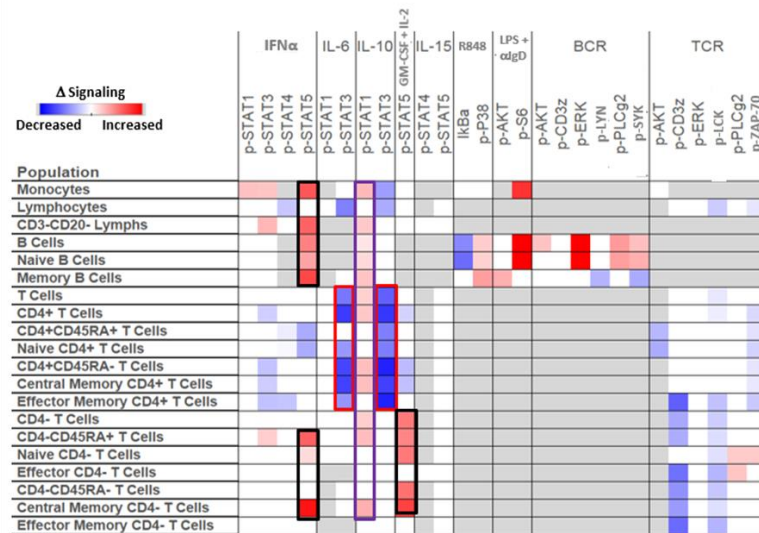 IFNα IL-6 IL-10 GM-CSF + IL-2 IL-15 R848 LPS + αIgD BCR TCR
Δ Signaling
Decreased Increased
p-STAT1 p-STAT3 p-STAT4 p-STAT5 p-STAT1 p-STAT3 p-STAT1 p-STAT3 p-STAT5 p-STAT4 p-STAT5 IkBa p-P38 p-AKT p-S6 p-AKT p-CD3z p-ERK p-LYN p-PLCg2 p-SYK p-AKT p-CD3z p-ERK p-LCK p-PLCg2 p-ZAP-70
Population
Monocytes
Lymphocytes
CD3-CD20- Lymphs
B Cells
Naive B Cells
Memory B Cells
T Cells
CD4+ T Cells
CD4+CD45RA+ T Cells
Naive CD4+ T Cells
CD4+CD45RA- T Cells
Central Memory CD4+ T Cells
Effector Memory CD4+ T Cells
CD4- T Cells
CD4-CD45RA+ T Cells
Naive CD4- T Cells
Effector CD4- T Cells
CD4-CD45RA- T Cells
Central Memory CD4- T Cells
Effector Memory CD4- T Cells